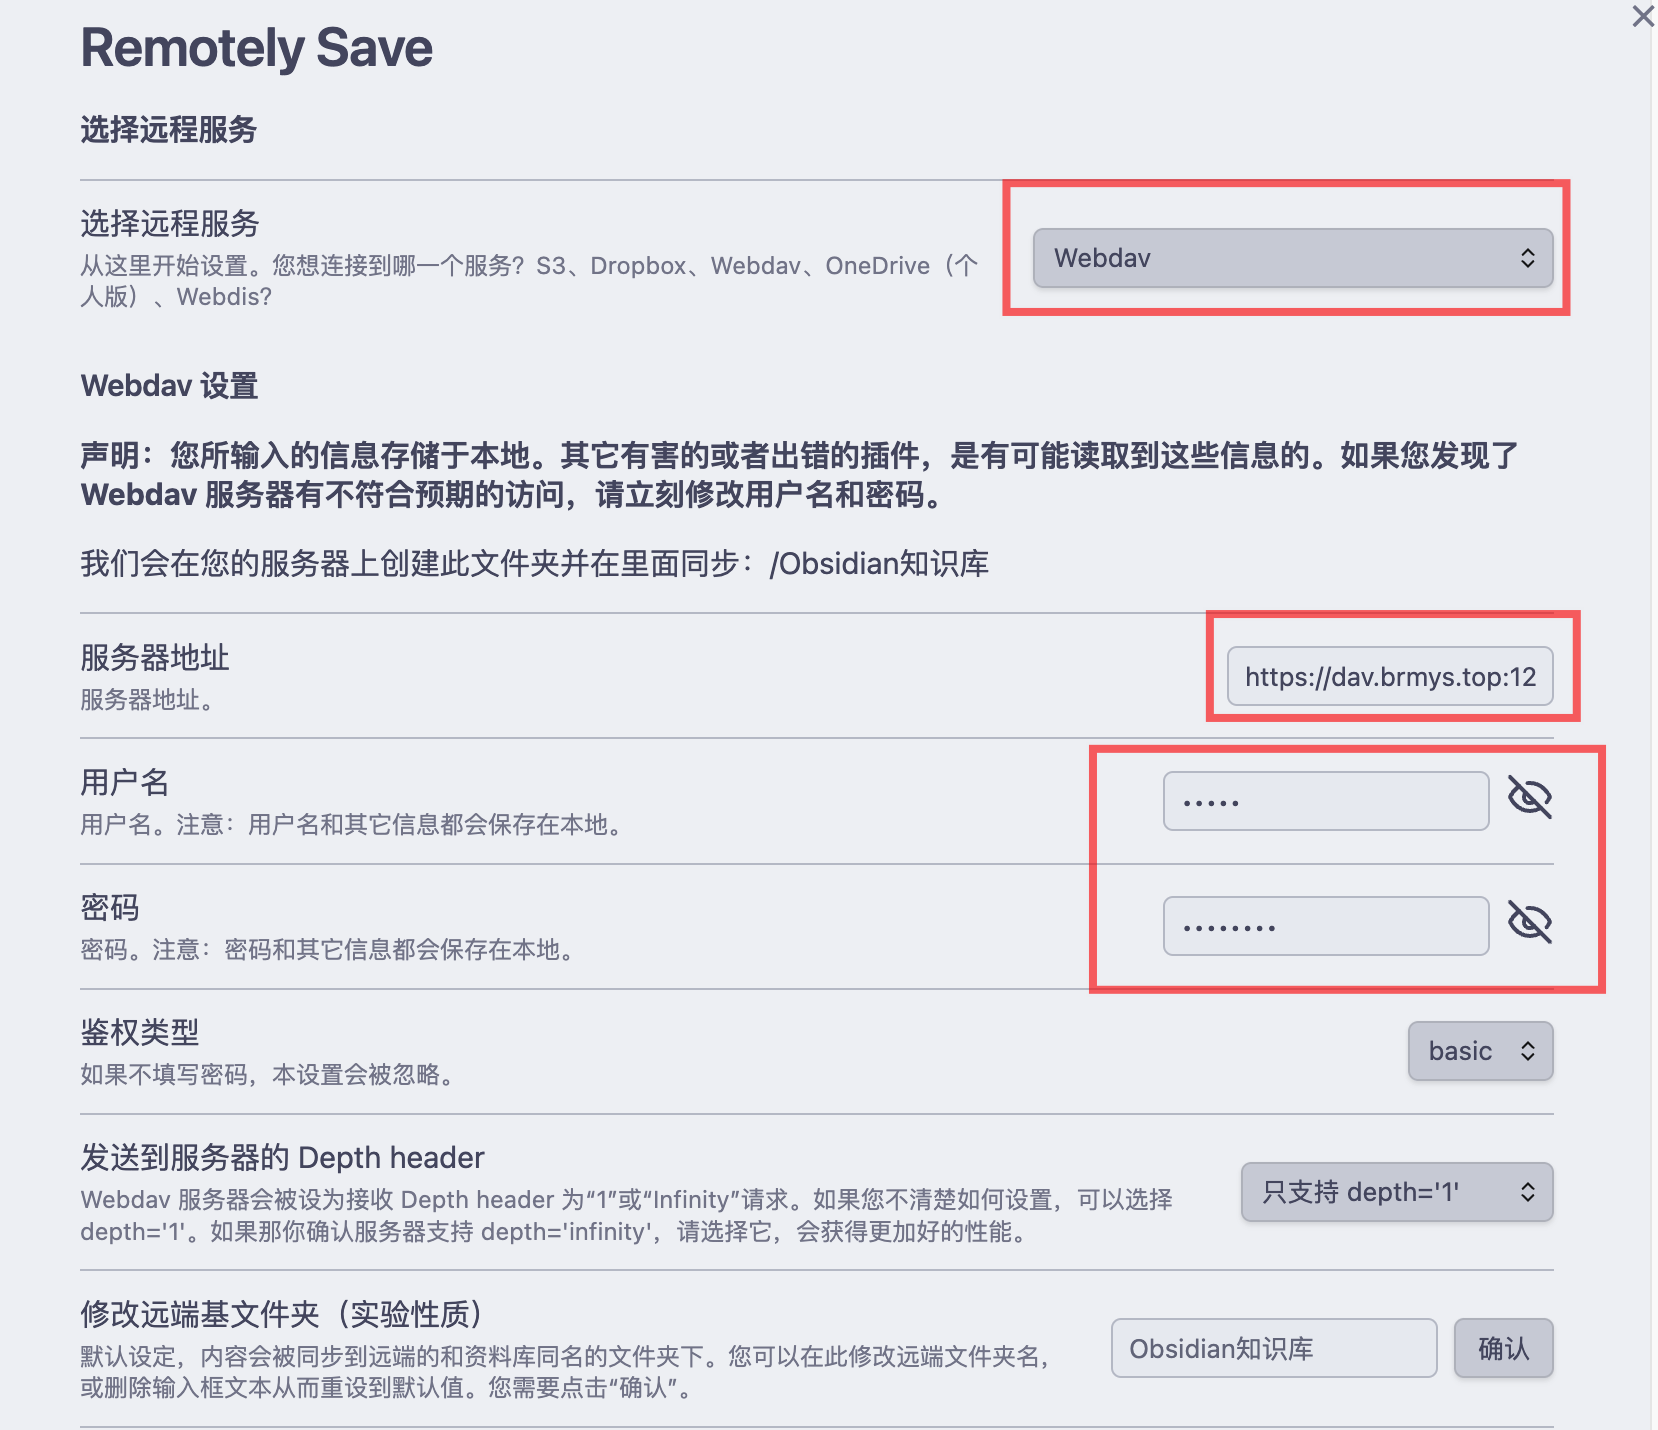 Remotely Save
选择远程服务
选择远程服务
从这里开始设置。您想连接到哪一个服务？S3、Dropbox、Webdav、OneDrive（个
人版）、Webdis?
Webdav
Webdav 设置
声明：您所输入的信息存储于本地。其它有害的或者出错的插件，是有可能读取到这些信息的。如果您发现了
Webdav 服务器有不符合预期的访问，请立刻修改用户名和密码。
我们会在您的服务器上创建此文件夹并在里面同步：/Obsidian知识库
服务器地址
服务器地址。
https://dav.brmys.top:12
用户名
用户名。注意：用户名和其它信息都会保存在本地。
•••••
密码
密码。注意：密码和其它信息都会保存在本地。
••••••••
鉴权类型
如果不填写密码，本设置会被忽略。
basic
发送到服务器的 Depth header
Webdav 服务器会被设为接收 Depth header 为“1”或“Infinity”请求。如果您不清楚如何设置，可以选择
depth='1'。如果那你确认服务器支持 depth='infinity'，请选择它，会获得更加好的性能。
只支持 depth='1'
修改远端基文件夹（实验性质）
默认设定，内容会被同步到远端的和资料库同名的文件夹下。您可以在此修改远端文件夹名，
或删除输入框文本从而重设到默认值。您需要点击“确认”。
Obsidian知识库
确认